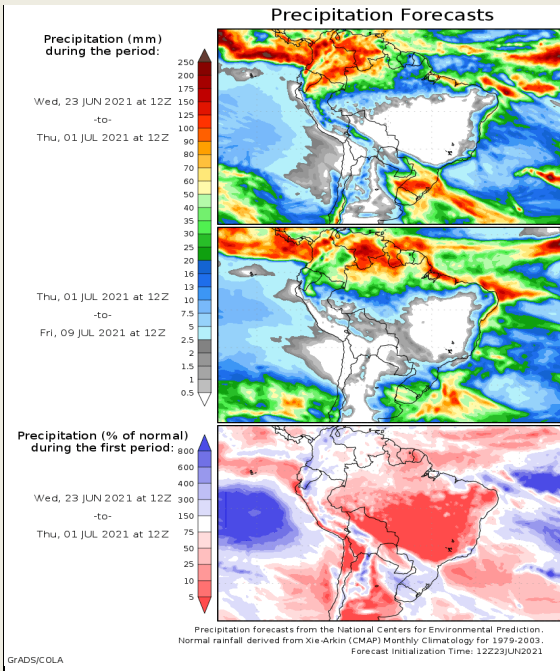 Precipitation Forecasts
Precipitation (mm)
during the period:
250
200
175
150
125
100
90
80
70
60
50
40
35
30
25
20
16
13
10
7.5
5
2.5
2
1.5
1
0.5
Wed, 23 JUN 2021 at 12Z
-to-
Thu, 01 JUL 2021 at 12Z
Thu, 01 JUL 2021 at 12Z
-to-
Fri, 09 JUL 2021 at 12Z
Precipitation (% of normal)
during the first period:
800
600
400
300
150
75
50
25
10
5
Wed, 23 JUN 2021 at 12Z
-to-
Thu, 01 JUL 2021 at 12Z
Precipitation forecasts from the National Centers for Environmental Prediction.
Normal rainfall derived from Xie-Arkin (CMAP) Monthly Climatology for 1979-2003.
Forecast Initialization Time: 12Z23JUN2021
GrADS/COLA